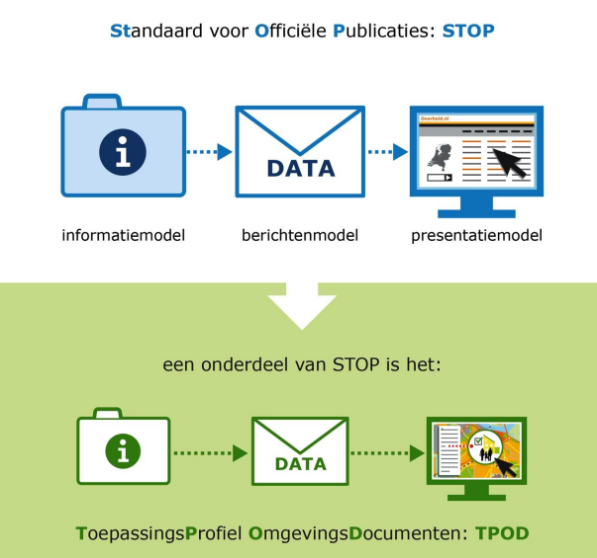 Standaard voor Officiële Publicaties: STOP
i
DATA
Overheid.nl
informatiemodel
berichtenmodel
presentatiemodel
een onderdeel van STOP is het:
i
DATA
ToepassingsProfiel OmgevingsDocumenten: TPOD